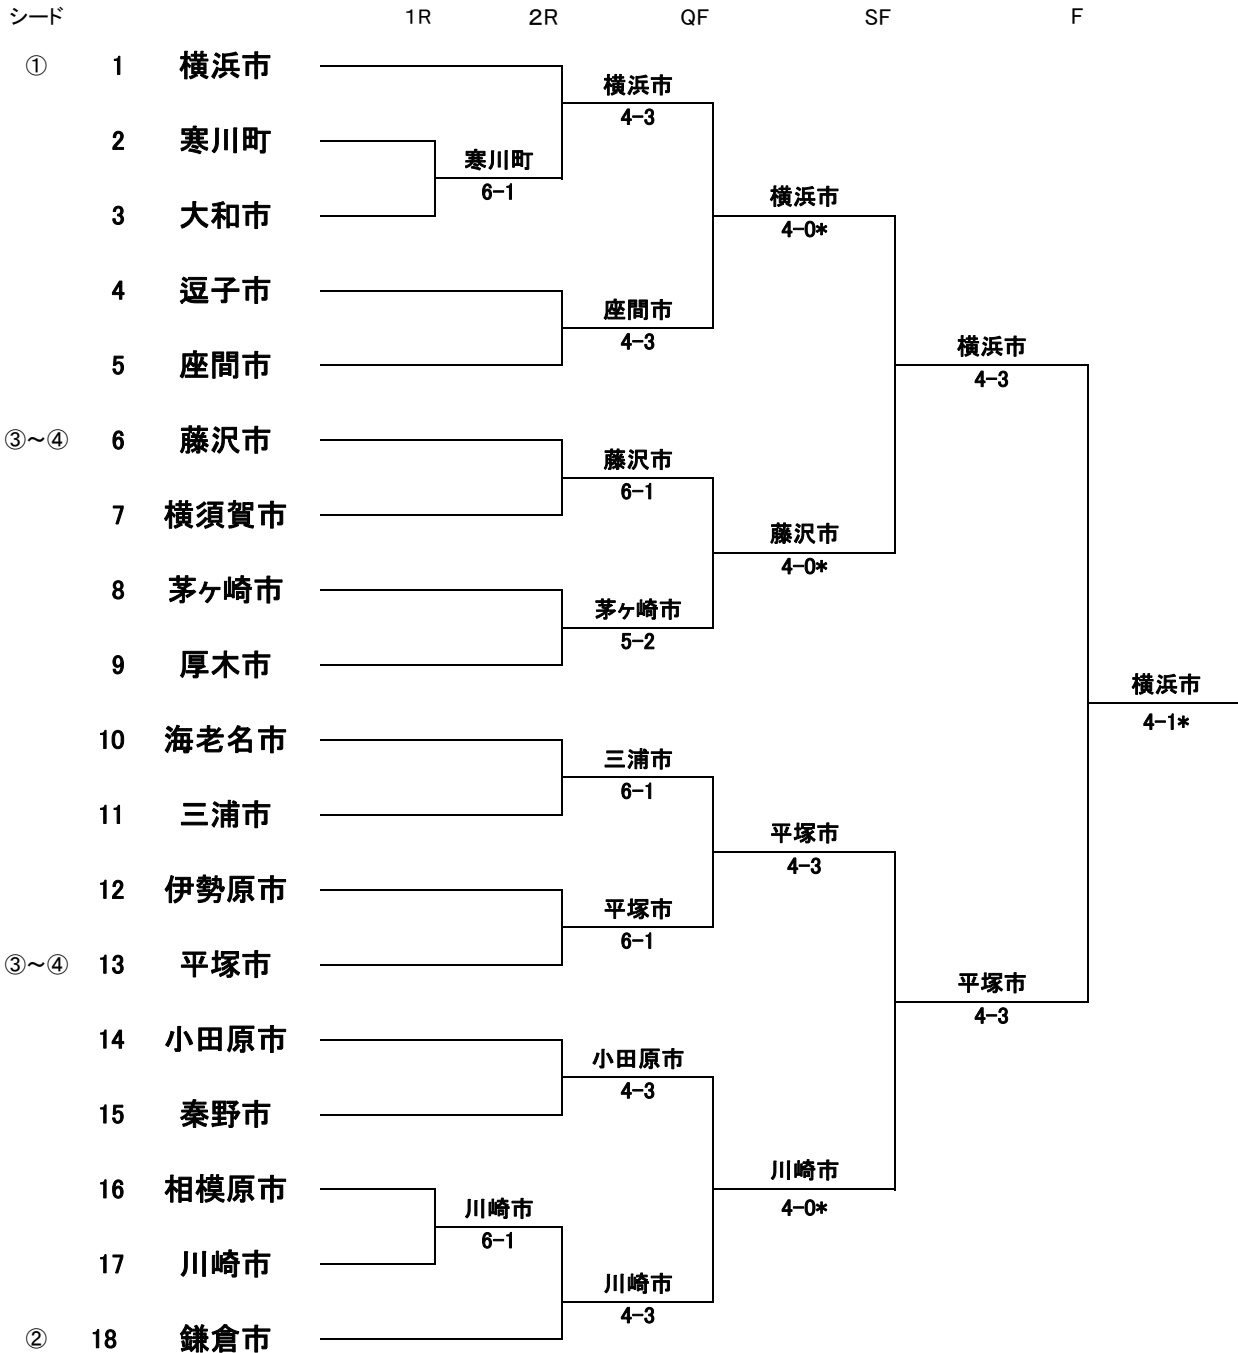 シード 1R 2R QF SF F
① 1 横浜市
横浜市
4-3
2 寒川町
寒川町
6-1
横浜市
3 大和市
4-0*
4 逗子市
座間市
4-3
横浜市
5 座間市
4-3
③～④ 6 藤沢市
藤沢市
6-1
7 横須賀市
藤沢市
4-0*
8 茅ヶ崎市
茅ヶ崎市
5-2
9 厚木市
横浜市
4-1*
10 海老名市
三浦市
6-1
11 三浦市
平塚市
4-3
12 伊勢原市
平塚市
6-1
③～④ 13 平塚市
平塚市
4-3
14 小田原市
小田原市
4-3
15 秦野市
川崎市
16 相模原市
4-0*
川崎市
6-1
17 川崎市
川崎市
4-3
② 18 鎌倉市